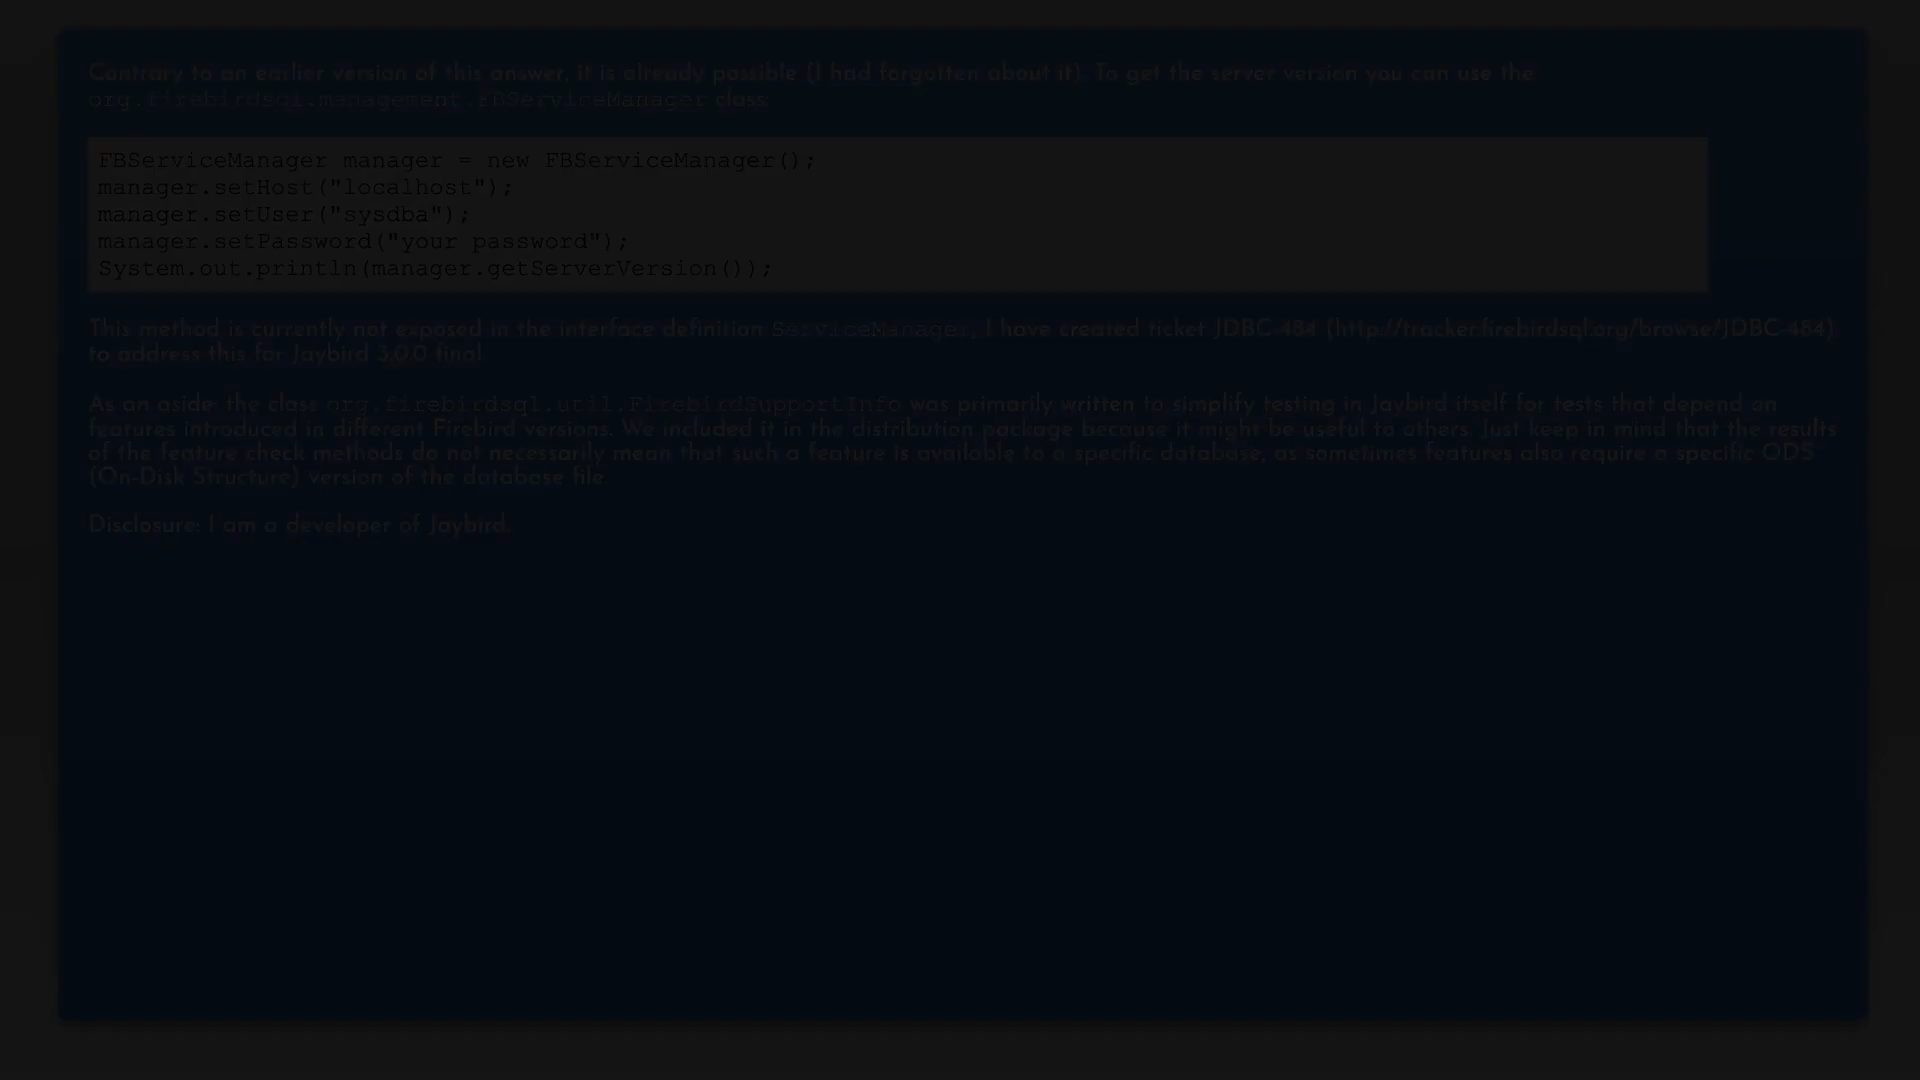 Contrary to an earlier version of this answer, it is already possible (I had forgotten about it). To get the server version you can use the
org.firebirdsql.management.FBServiceManager class:
FBServiceManager manager = new FBServiceManager();
manager.setHost("localhost");
manager.setUser("sysdba");
manager.setPassword("your password");
System.out.println(manager.getServerVersion());
This method is currently not exposed in the interface definition ServiceManager, I have created ticket JDBC-484 (http://tracker.firebirdsql.org/browse/JDBC-484)
to address this for Jaybird 3.0.0 final.
As an aside: the class org.firebirdsql.util.FirebirdSupportInfo was primarily written to simplify testing in Jaybird itself for tests that depend on
features introduced in different Firebird versions. We included it in the distribution package because it might be useful to others. Just keep in mind that the results
of the feature check methods do not necessarily mean that such a feature is available to a specific database, as sometimes features also require a specific ODS
(On-Disk Structure) version of the database file.
Disclosure: I am a developer of Jaybird.